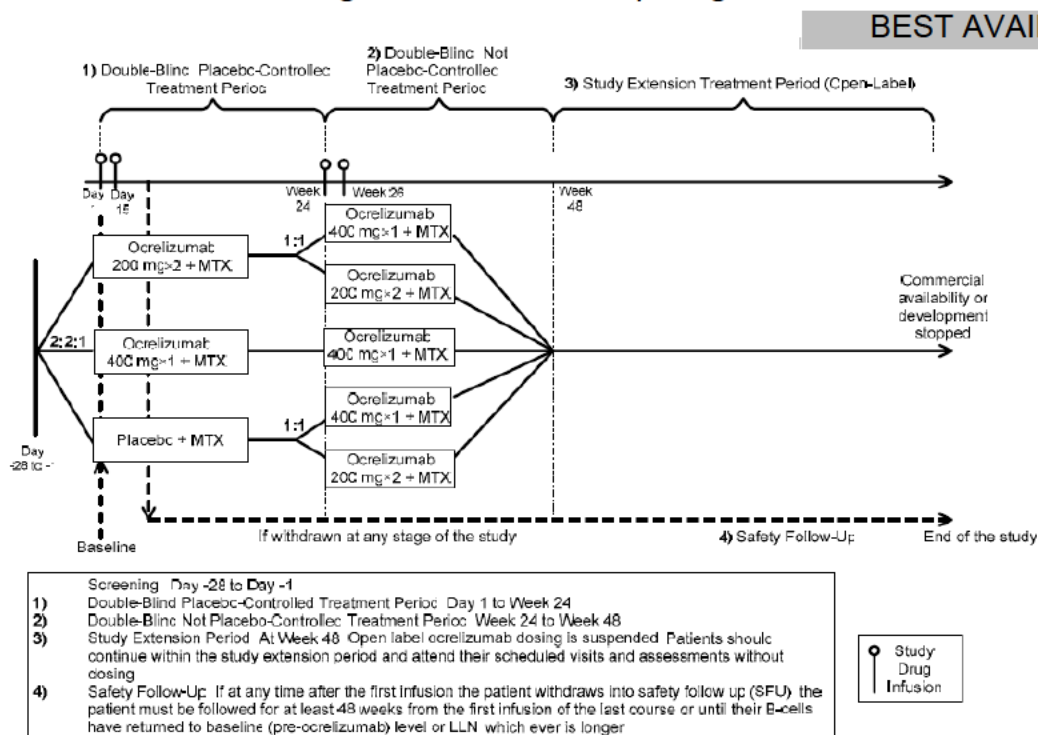 BEST AVAI
1) Double-Blinc Placebc-Controllec
Treatment Period
2) Double-Blinc Not
Placebc-Controllec
Treatment Period
3) Study Extension Treatment Period (Cpen-Label)
Day
1
Day
15
Week
24
Week 26
Week
48
Ocrelizumab
200 mg×2 + MTX
1:1
Ocrelizumab
400 mg×1 + MTX
Ocrelizumab
200 mg×2 + MTX
2:2:1
Ocrelizumab
400 mg×1 + MTX
Ocrelizumab
400 mg×1 + MTX
Placebc + MTX
1:1
Ocrelizumab
400 mg×1 + MTX
Ocrelizumab
200 mg×2 + MTX
Commercial
availability or
development
stopped
Day
-28 to -1
Baseline
If withdrawn at any stage of the study
4) Safety Follow-Up
End of the study
Screening Day -28 to Day -1
1) Double-Blind Placebc-Controlled Treatment Period Day 1 to Week 24
2) Double-Blinc Not Placebo-Controllec Treatment Period Week 24 to Week 48
3) Study Extension Period At Week 48 Open label ocrelizumab dosing is suspended Patients should
continue within the study extension period and attend their scheduled visits and assessments without
dosing
4) Safety Follow-Up If at any time after the first infusion the patient withdraws into safety follow up (SFU) the
patient must be followed for at least 48 weeks from the first infusion of the last course or until their B-cells
have returned to baseline (pre-ocrelizumab) level or LLN which ever is longer
Study
Drug
Infusion